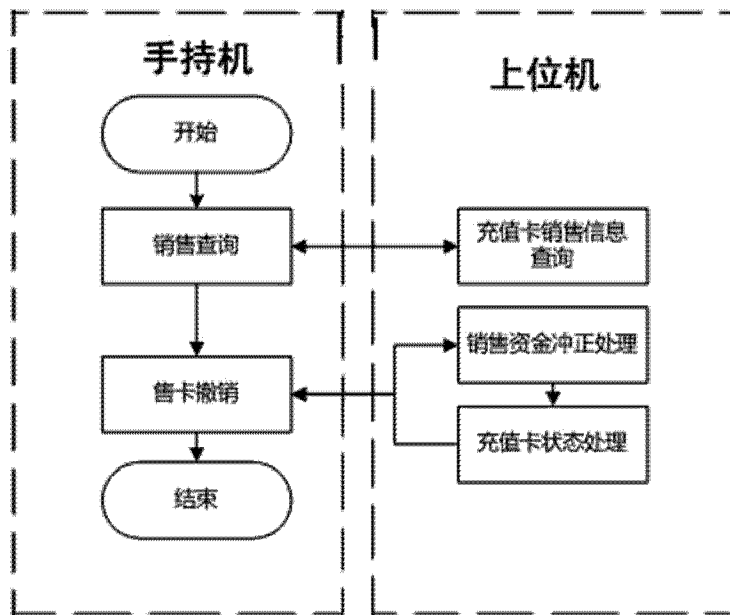 手持机
开始
销售查询
售卡撤销
结束
上位机
充值卡销售信息
查询
销售资金冲正处理
充值卡状态处理